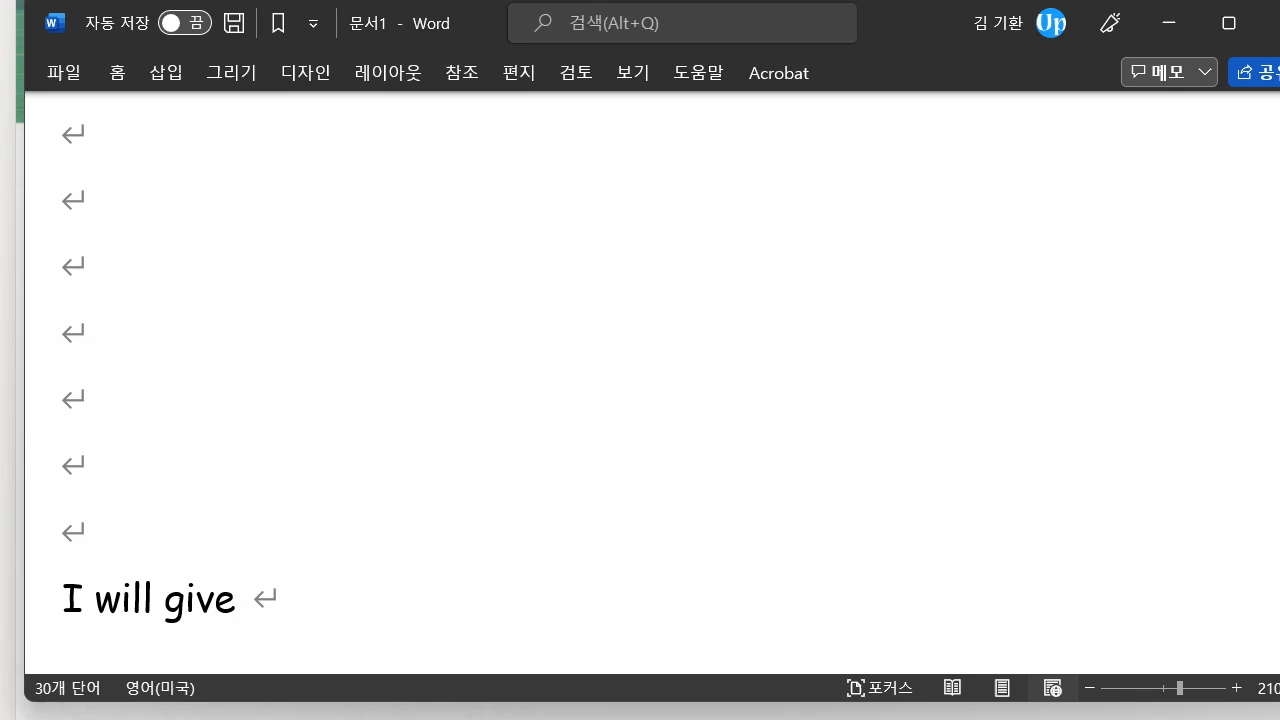 자동 저장 끔 문서1 - Word 검색(Alt+Q) 김 기환 Up
파일 홈 삽입 그리기 디자인 레이아웃 참조 편지 검토 보기 도움말 Acrobat 메모
I will give
30개 단어 영어(미국) 포커스 210